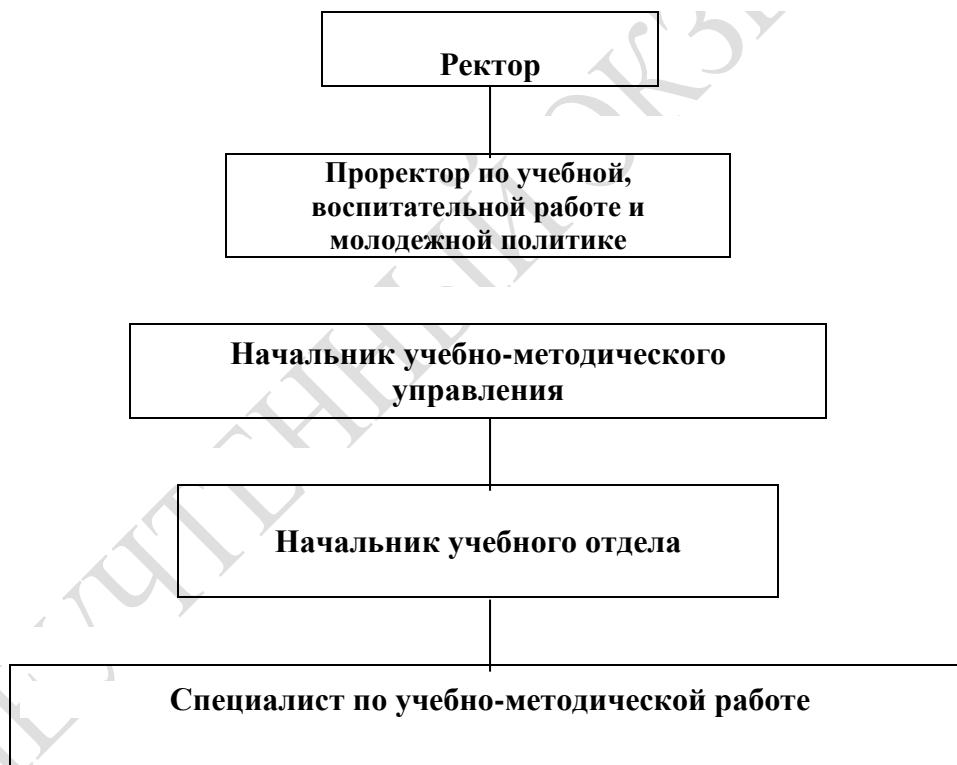 Ректор
Проректор по учебной,
воспитательной работе и
молодежной политике
Начальник учебно-методического
управления
Начальник учебного отдела
Специалист по учебно-методической работе